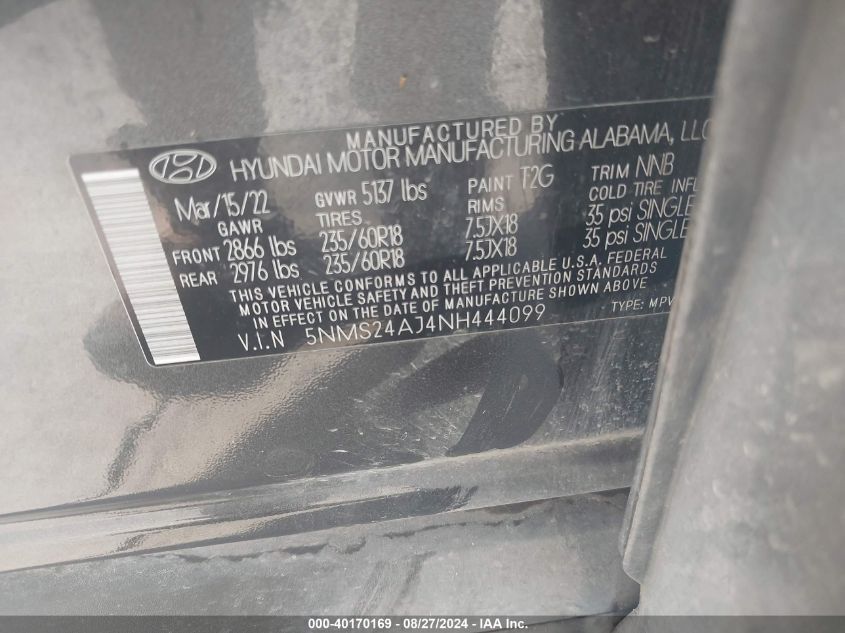 MANUFACTURED BY
HYUNDAI MOTOR MANUFACTURING ALABAMA, LLC
Mar/15/22 GVWR 5137 lbs PAINT T2G TRIM NNB
GAWR TIRES RIMS COLD TIRE INFL
FRONT 2866 lbs 235/60R18 7.5JX18 35 psi SINGLE
REAR 2976 lbs 235/60R18 7.5JX18 35 psi SINGLE
THIS VEHICLE CONFORMS TO ALL APPLICABLE U.S.A. FEDERAL
MOTOR VEHICLE SAFETY AND THEFT PREVENTION STANDARDS
IN EFFECT ON THE DATE OF MANUFACTURE SHOWN ABOVE
V.I.N 5NMS24AJ4NH444099 TYPE: MPV
000-40170169 - 08/27/2024 - IAA Inc.